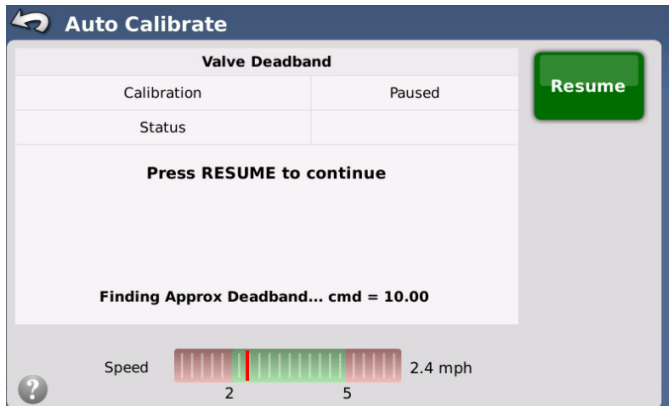 Auto Calibrate
Valve Deadband
Calibration Paused
Resume
Status
Press RESUME to continue
Finding Approx Deadband... cmd = 10.00
Speed 2.4 mph
2 5
?